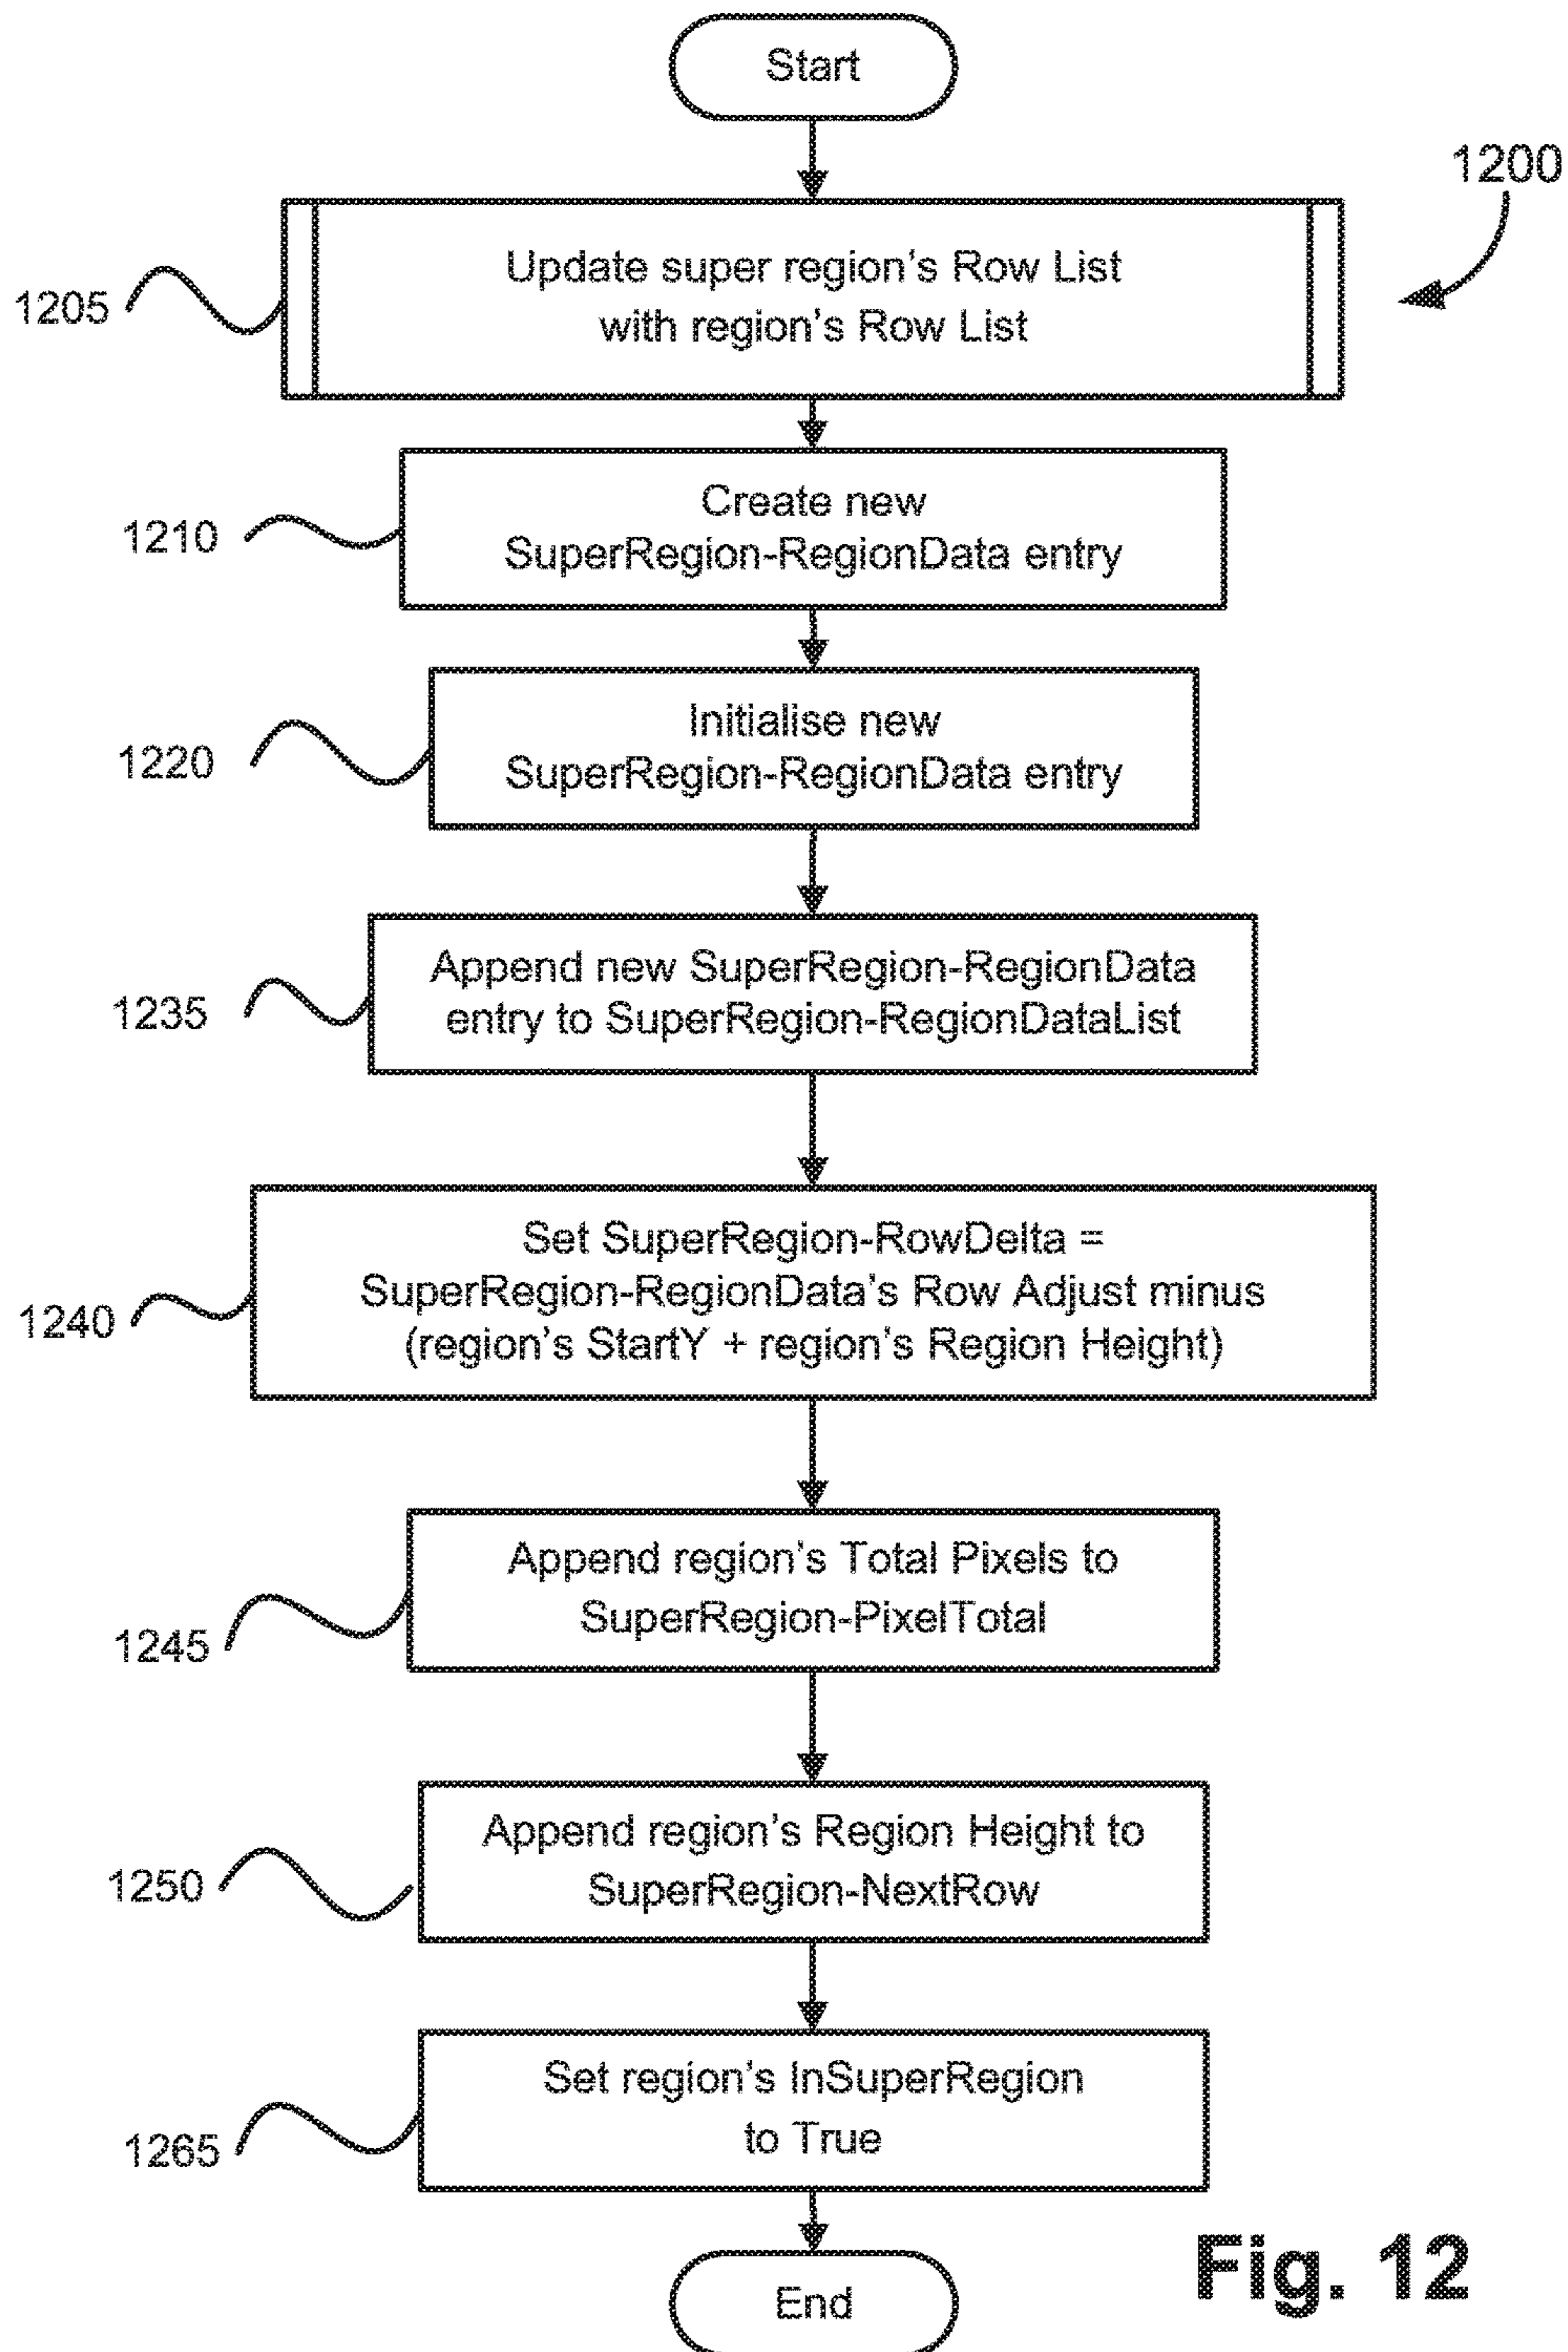 Start
1200
Update super region's Row List
with region's Row List
1205
Create new
SuperRegion-RegionData entry
1210
Initialise new
SuperRegion-RegionData entry
1220
Append new SuperRegion-RegionData
entry to SuperRegion-RegionDataList
1235
Set SuperRegion-RowDelta =
SuperRegion-RegionData's Row Adjust minus
(region's StartY + region's Region Height)
1240
Append region's Total Pixels to
SuperRegion-PixelTotal
1245
Append region's Region Height to
SuperRegion-NextRow
1250
Set region's InSuperRegion
to True
1265
End
Fig. 12